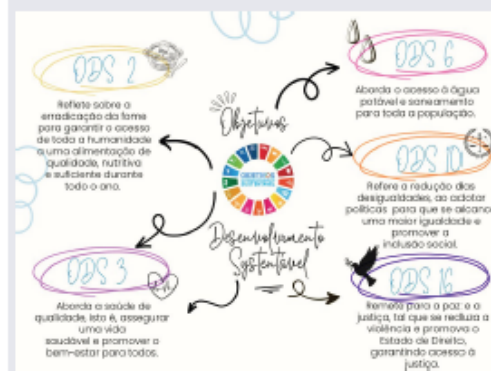 ODS 2
Reflete sobre a
erradicação da fome
para garantir o acesso
de toda a humanidade
a uma alimentação de
qualidade, nutritiva
e suficiente durante
todo o ano.
ODS 3
Aborda a saúde de
qualidade, isto é, assegurar
uma vida
saudável e promover o
bem-estar para todos.
Objetivos
OBJETIVOS
Desenvolvimento
Sustentável
ODS 6
Aborda o acesso à água
potável e saneamento
para toda a população.
ODS 10
Refere a redução das
desigualdades, ao adotar
políticas para que se alcance
uma maior igualdade e
promover a
inclusão social.
ODS 16
Remete para a paz e a
justiça, tal que se reduza a
violência e promova o
Estado de Direito,
garantindo acesso à
justiça.